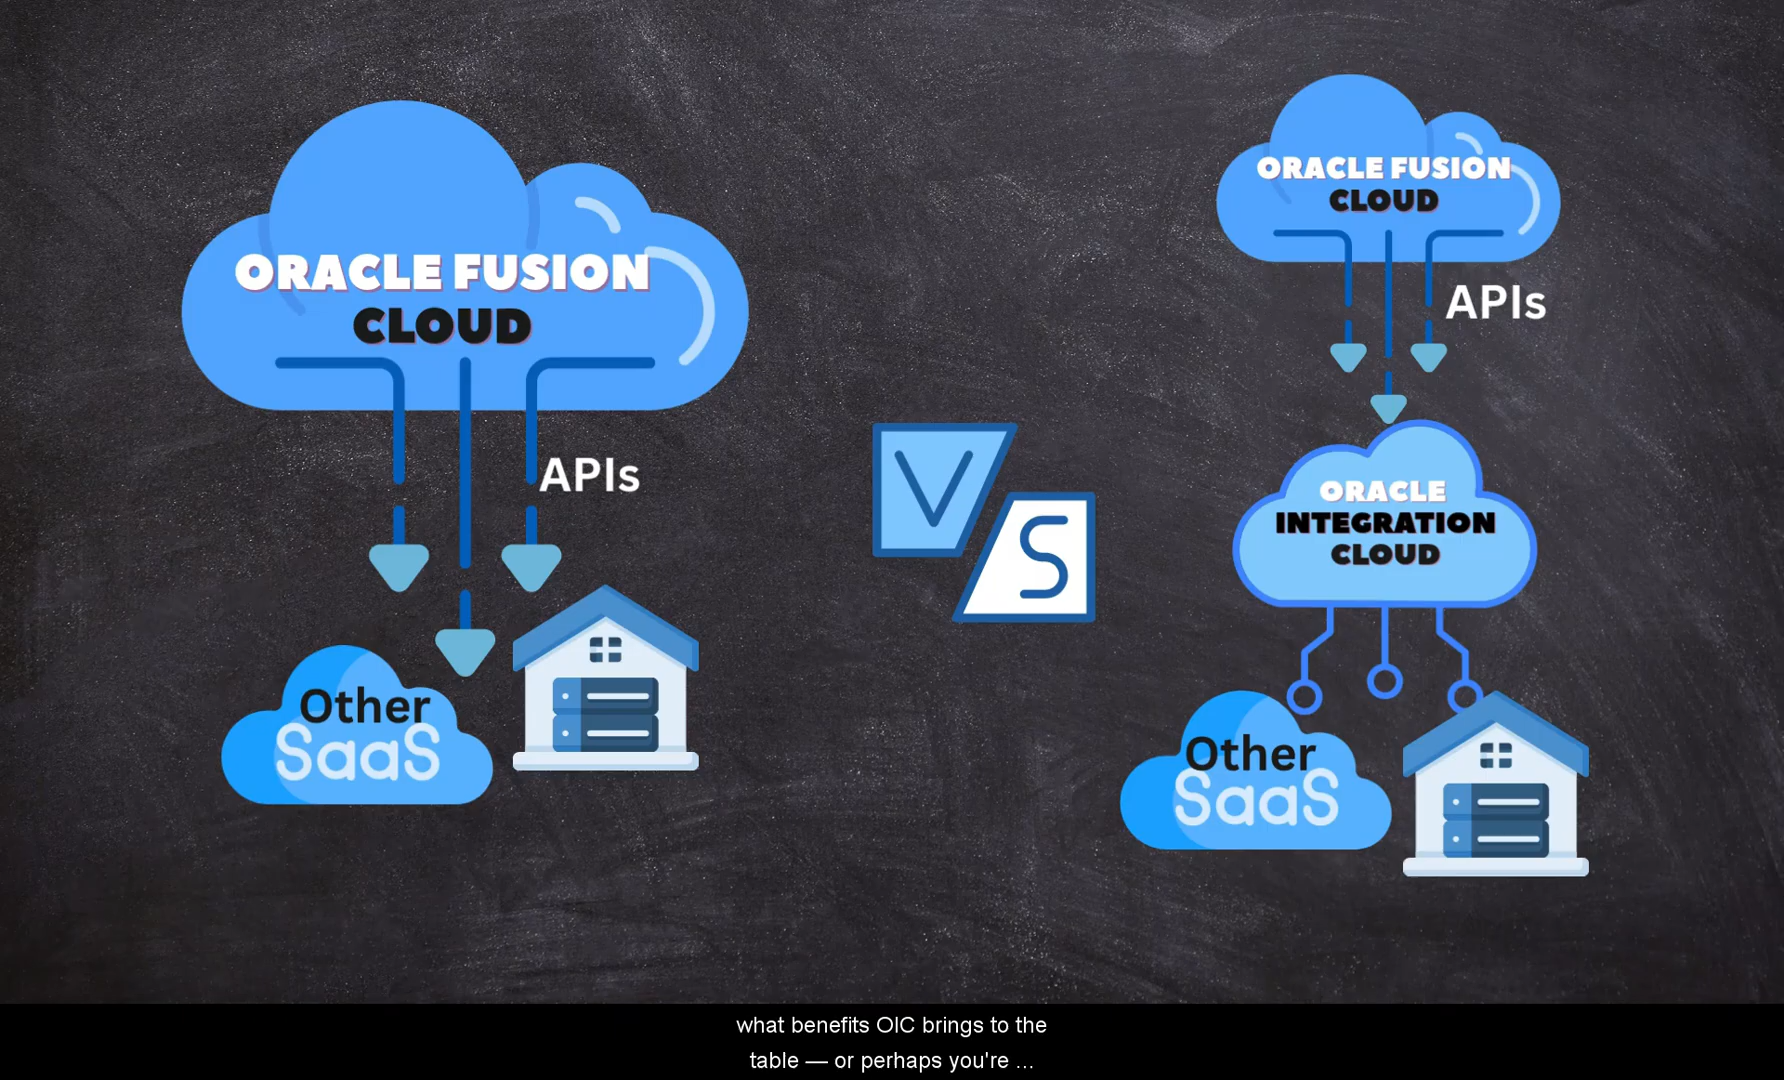 ORACLE FUSION
CLOUD
APIs
Other
SaaS
V
S
ORACLE FUSION
CLOUD
APIs
ORACLE
INTEGRATION
CLOUD
Other
SaaS
what benefits OIC brings to the
table — or perhaps you're ...